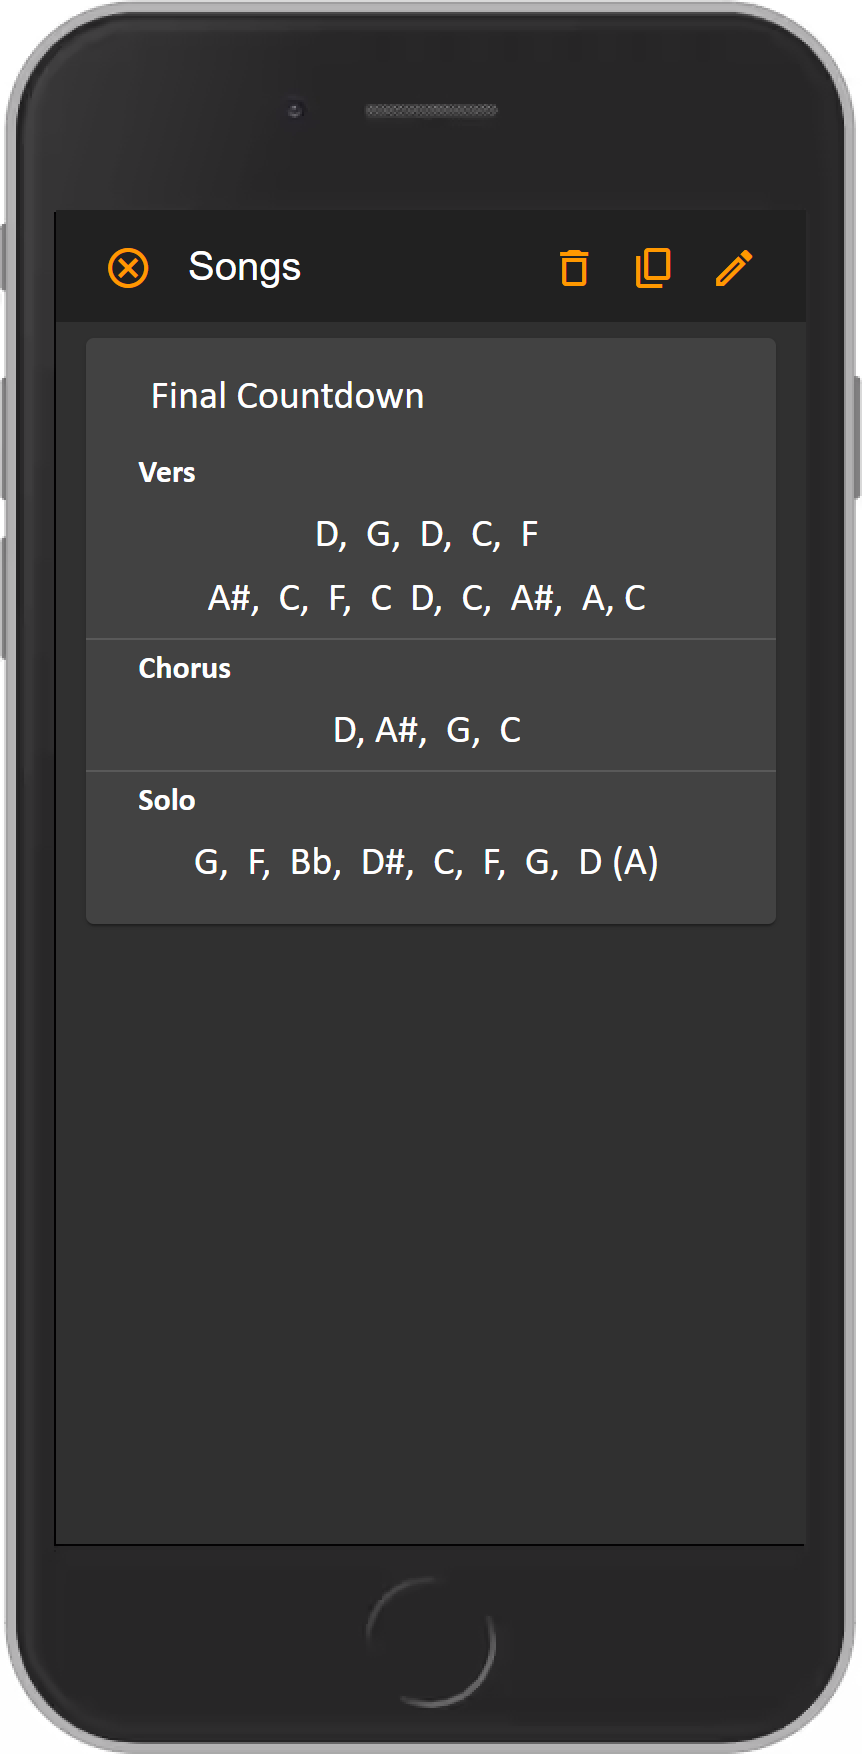 Songs
Final Countdown
Vers
D, G, D, C, F
A#, C, F, C D, C, A#, A, C
Chorus
D, A#, G, C
Solo
G, F, Bb, D#, C, F, G, D (A)